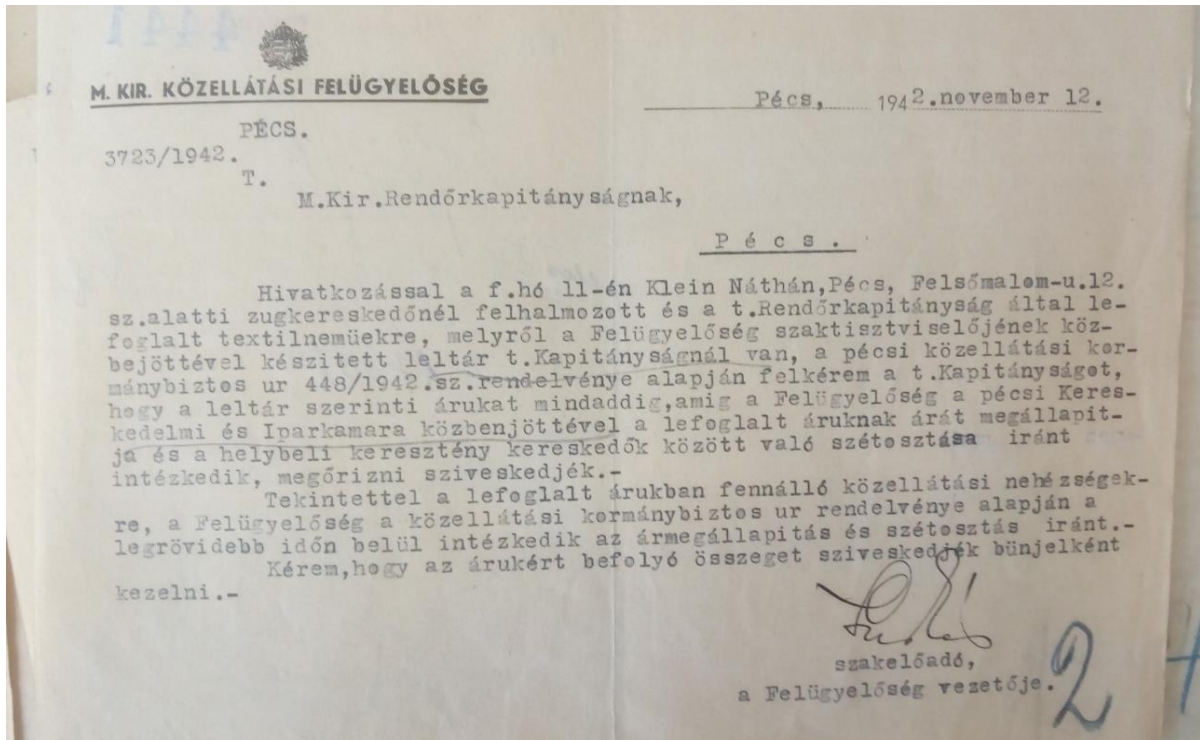 M. KIR. KÖZELLÁTÁSI FELÜGYELŐSÉG
Pécs, 1942.november 12.
PÉCS.
3723/1942.
T.
M.Kir.Rendőrkapitányságnak,
P é c s .
Hivatkozással a f.hó 11-én Klein Náthán,Pécs, Felsőmalom-u.12.
sz.alatti zugkereskedőnél felhalmozott és a t.Rendőrkapitányság által le-
foglalt textilnemüekre, melyről a Felügyelőség szaktisztviselőjének köz-
bejöttével készitett leltár t.Kapitányságnál van, a pécsi közellátási kor-
mánybiztos ur 448/1942.sz.rendelvénye alapján felkérem a t.Kapitányságot,
hogy a leltár szerinti árukat mindaddig,amig a Felügyelőség a pécsi Keres-
kedelmi és Iparkamara közbenjöttével a lefoglalt áruknak árát megállapit-
ja és a helybeli keresztény kereskedők között való szétosztása iránt
intézkedik, megőrizni sziveskedjék.-
Tekintettel a lefoglalt árukban fennálló közellátási nehézségek-
re, a Felügyelőség a közellátási kormánybiztos ur rendelvénye alapján a
legrövidebb időn belül intézkedik az ármegállapitás és szétosztás iránt.-
Kérem,hogy az árukért befolyó összeget sziveskedjék bünjelként
kezelni.-
szakelőadó,
a Felügyelőség vezetője.
2